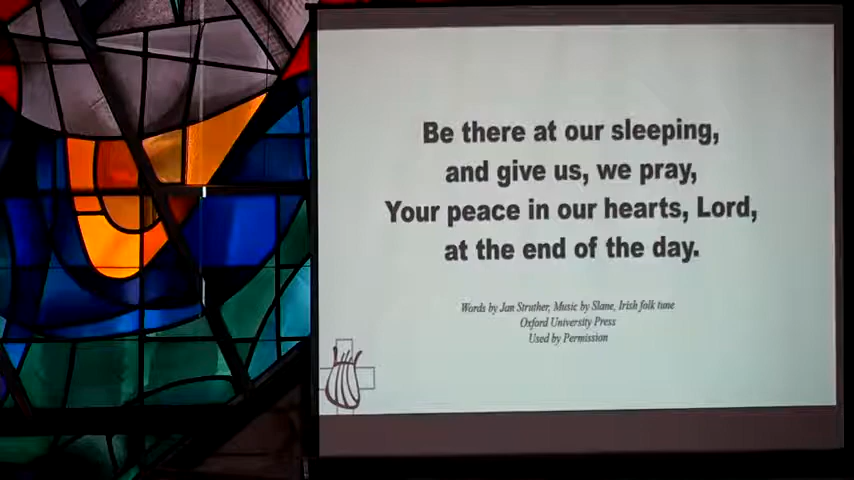 Be there at our sleeping,
and give us, we pray,
Your peace in our hearts, Lord,
at the end of the day.
Words by Jan Struther, Music by Slane, Irish folk tune
Oxford University Press
Used by Permission